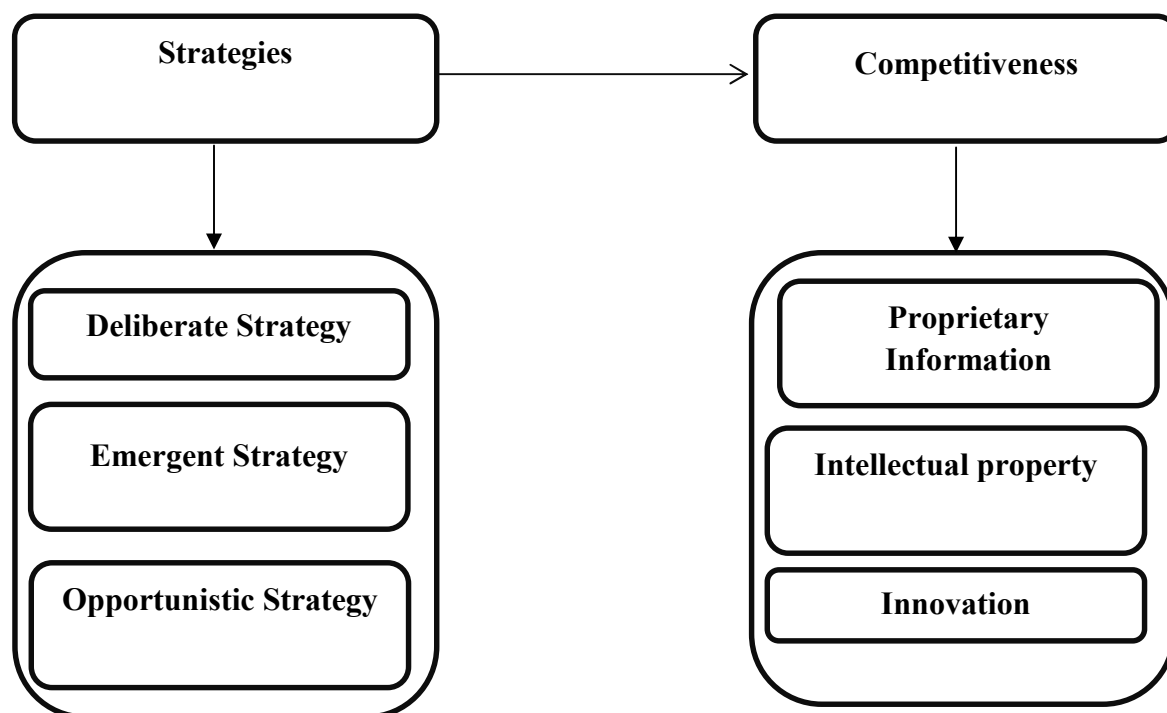 Strategies
Competitiveness
Deliberate Strategy
Emergent Strategy
Opportunistic Strategy
Proprietary
Information
Intellectual property
Innovation